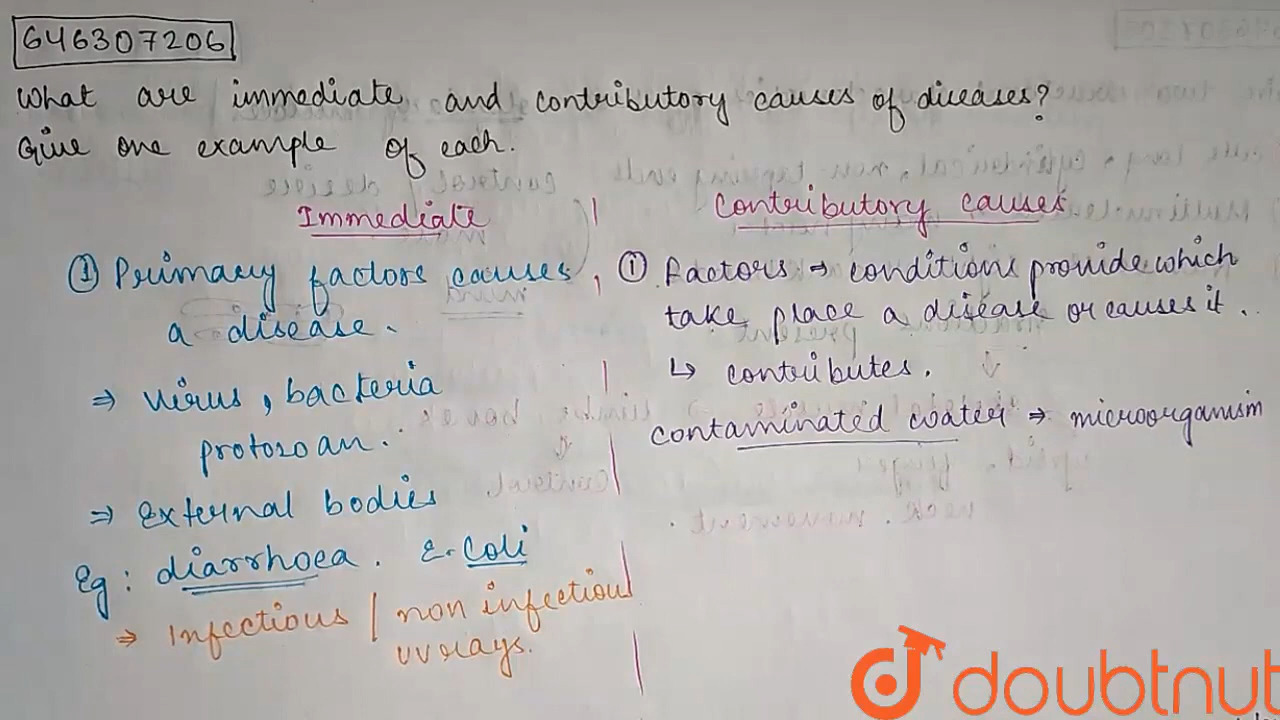 646307206
What are immediate and contributory causes of diseases?
Give one example of each.
Immediate
① Primary factors causes
a disease.
⇒ virus, bacteria
protozoan.
⇒ External bodies
Eg: diarrhoea. E. Coli
⇒ Infectious / non infectious
uvrays.
Contributory causes
① Factors ⇒ conditions provide which
take place a disease or causes it.
↳ contributes.
contaminated water ⇒ microorganism
doubtnut